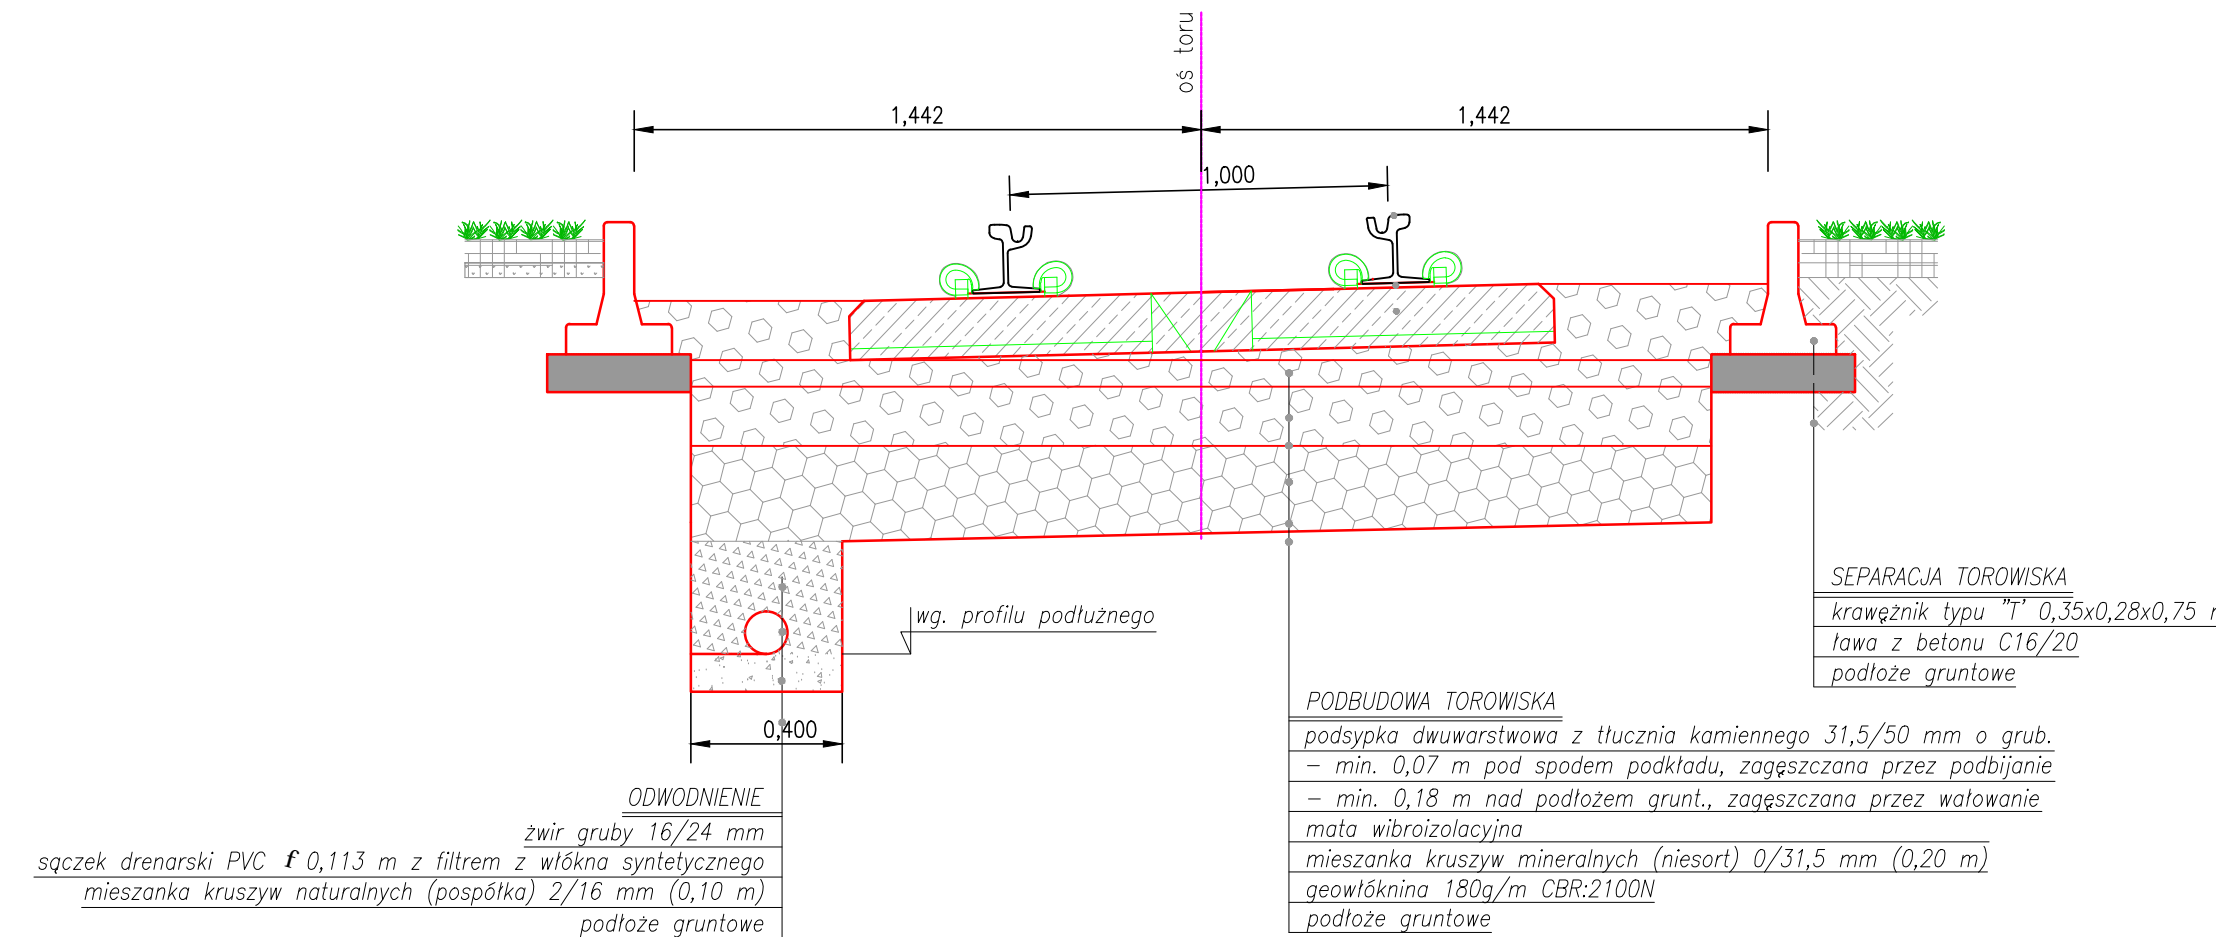 oś toru
1,442
1,442
1,000
wg. profilu podłużnego
0,400
SEPARACJA TOROWISKA
krawężnik typu "T' 0,35x0,28x0,75
ława z betonu C16/20
podłoże gruntowe
PODBUDOWA TOROWISKA
podsypka dwuwarstwowa z tłucznia kamiennego 31,5/50 mm o grub.
- min. 0,07 m pod spodem podkładu, zagęszczana przez podbijanie
- min. 0,18 m nad podłożem grunt., zagęszczana przez wałowanie
mata wibroizolacyjna
mieszanka kruszyw mineralnych (niesort) 0/31,5 mm (0,20 m)
geowłóknina 180g/m CBR:2100N
podłoże gruntowe
ODWODNIENIE
żwir gruby 16/24 mm
sączek drenarski PVC f 0,113 m z filtrem z włókna syntetycznego
mieszanka kruszyw naturalnych (pospółka) 2/16 mm (0,10 m)
podłoże gruntowe